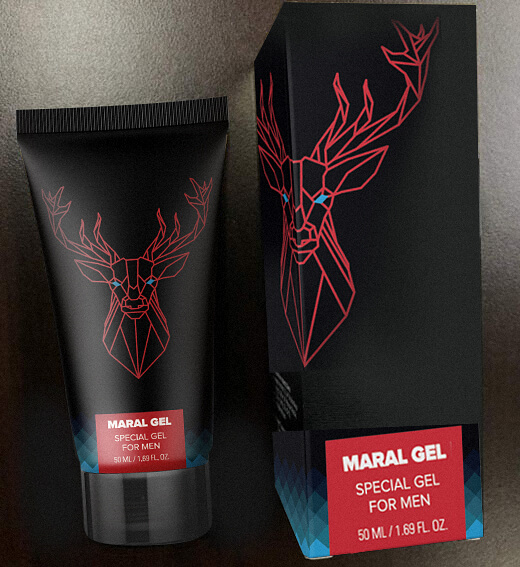 MARAL GEL
SPECIAL GEL
FOR MEN
50 ML / 1.69 FL. OZ.
MARAL GEL
SPECIAL GEL
FOR MEN
50 ML / 1.69 FL. OZ.